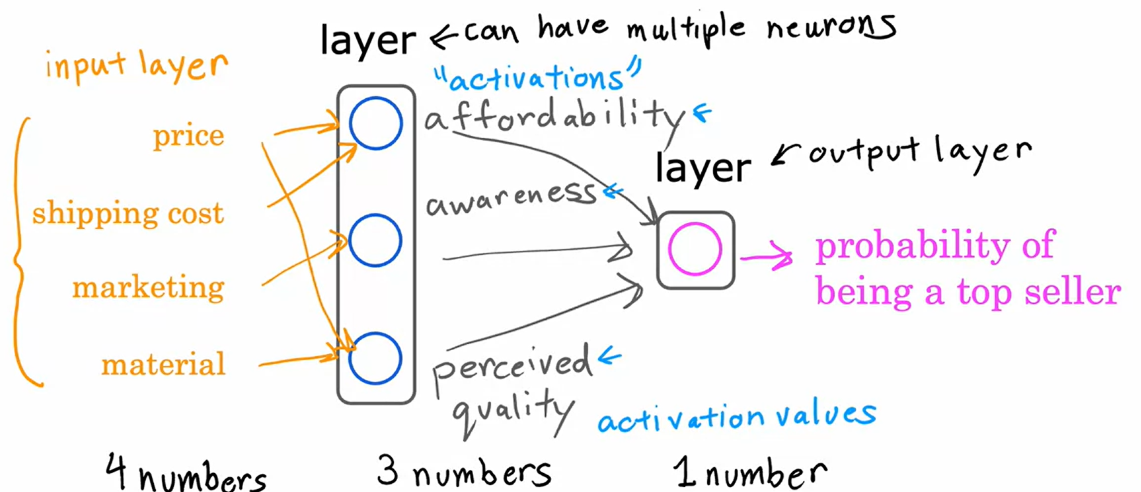 layer ← can have multiple neurons
input layer
"activations"
price
affordability ←
layer ← output layer
shipping cost
awareness ←
probability of
being a top seller
marketing
material
perceived ←
quality
activation values
4 numbers
3 numbers
1 number